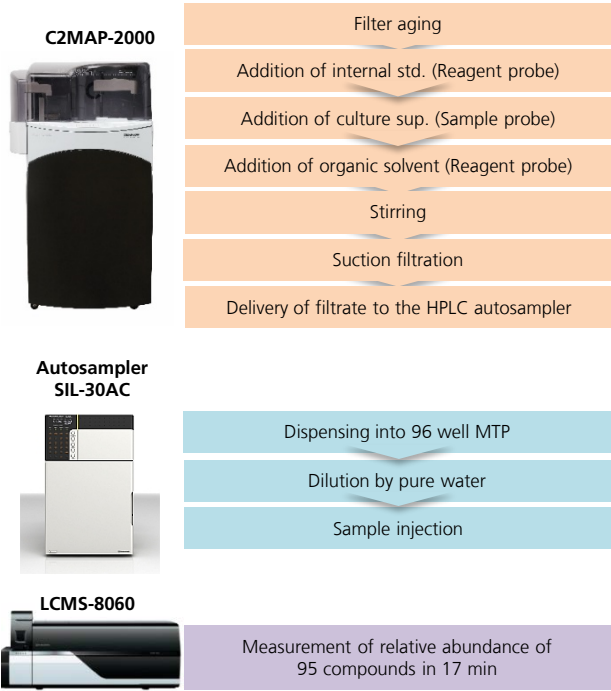 C2MAP-2000
Filter aging
Addition of internal std. (Reagent probe)
Addition of culture sup. (Sample probe)
Addition of organic solvent (Reagent probe)
Stirring
Suction filtration
Delivery of filtrate to the HPLC autosampler
Autosampler
SIL-30AC
Dispensing into 96 well MTP
Dilution by pure water
Sample injection
LCMS-8060
Measurement of relative abundance of
95 compounds in 17 min